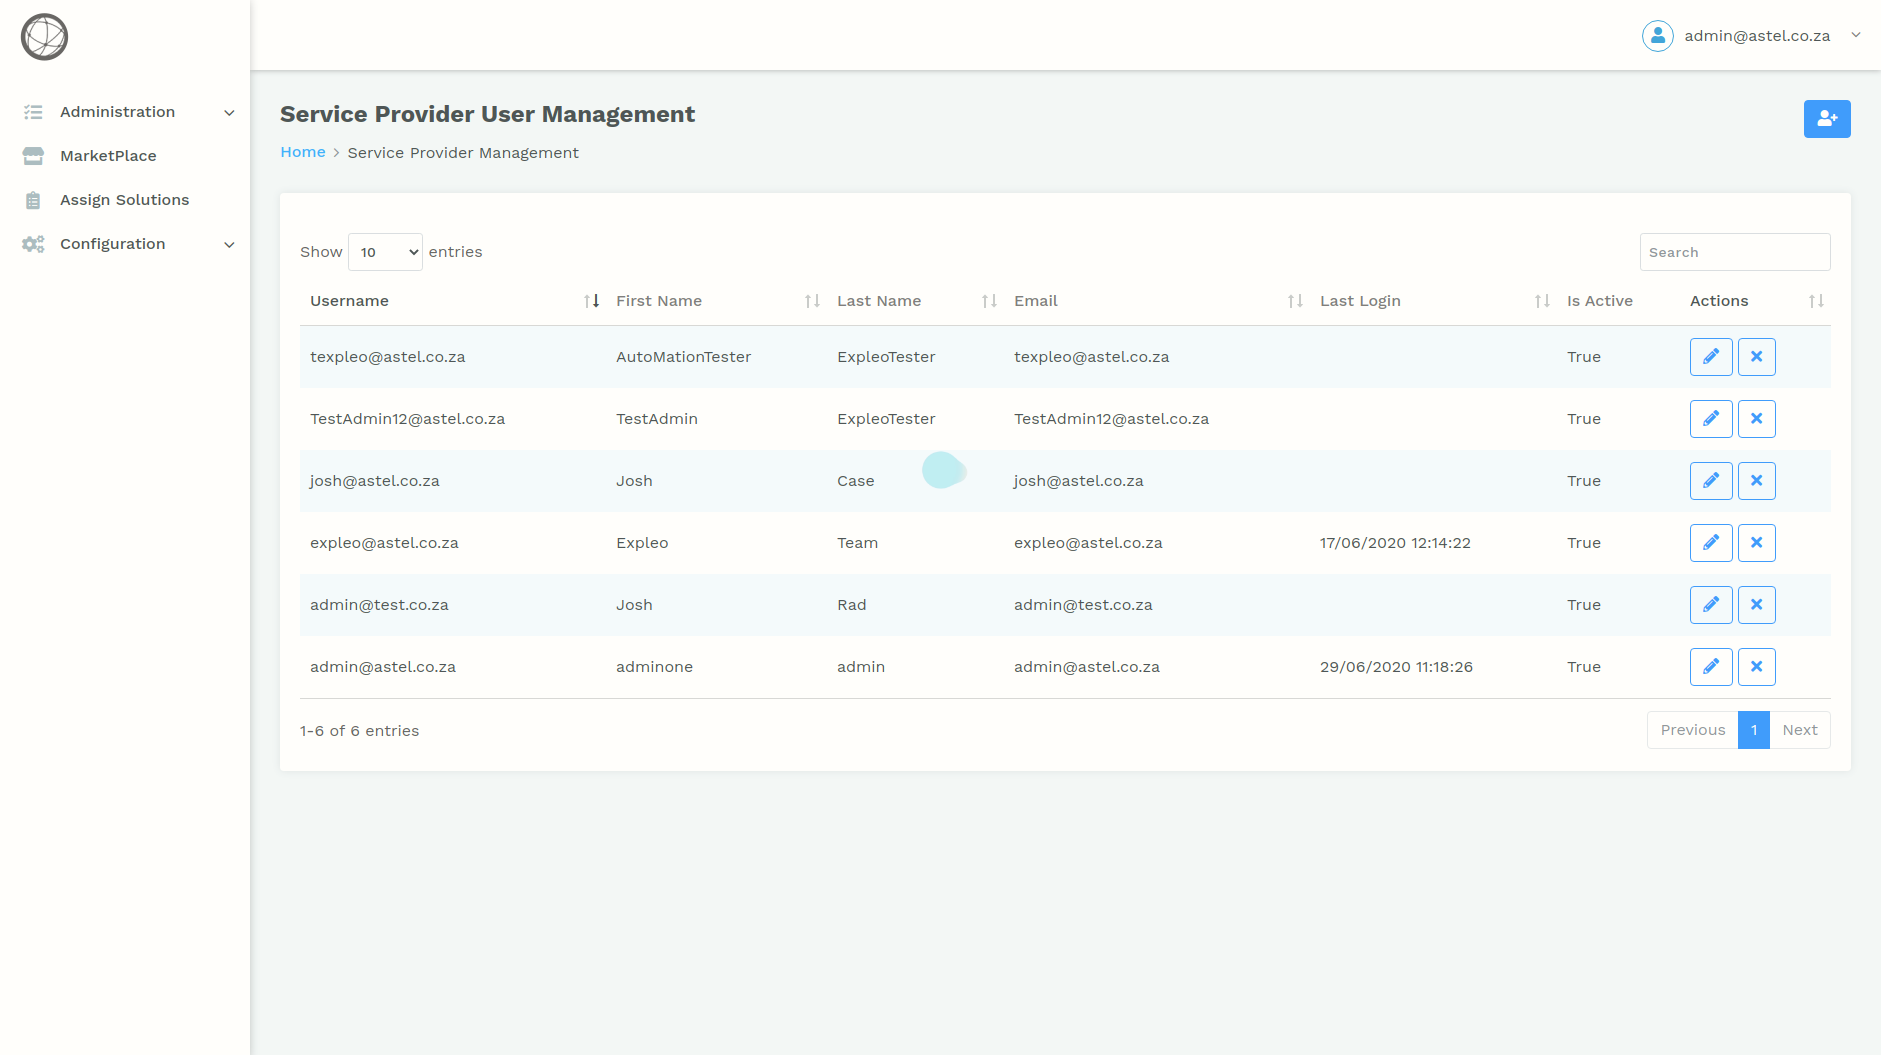 admin@astel.co.za
Administration
MarketPlace
Assign Solutions
Configuration
Service Provider User Management
Home > Service Provider Management
Show 10 entries
Search
Username First Name Last Name Email Last Login Is Active Actions
texpleo@astel.co.za AutoMationTester ExpleoTester texpleo@astel.co.za True
TestAdmin12@astel.co.za TestAdmin ExpleoTester TestAdmin12@astel.co.za True
josh@astel.co.za Josh Case josh@astel.co.za True
expleo@astel.co.za Expleo Team expleo@astel.co.za 17/06/2020 12:14:22 True
admin@test.co.za Josh Rad admin@test.co.za True
admin@astel.co.za adminone admin admin@astel.co.za 29/06/2020 11:18:26 True
1-6 of 6 entries
Previous 1 Next